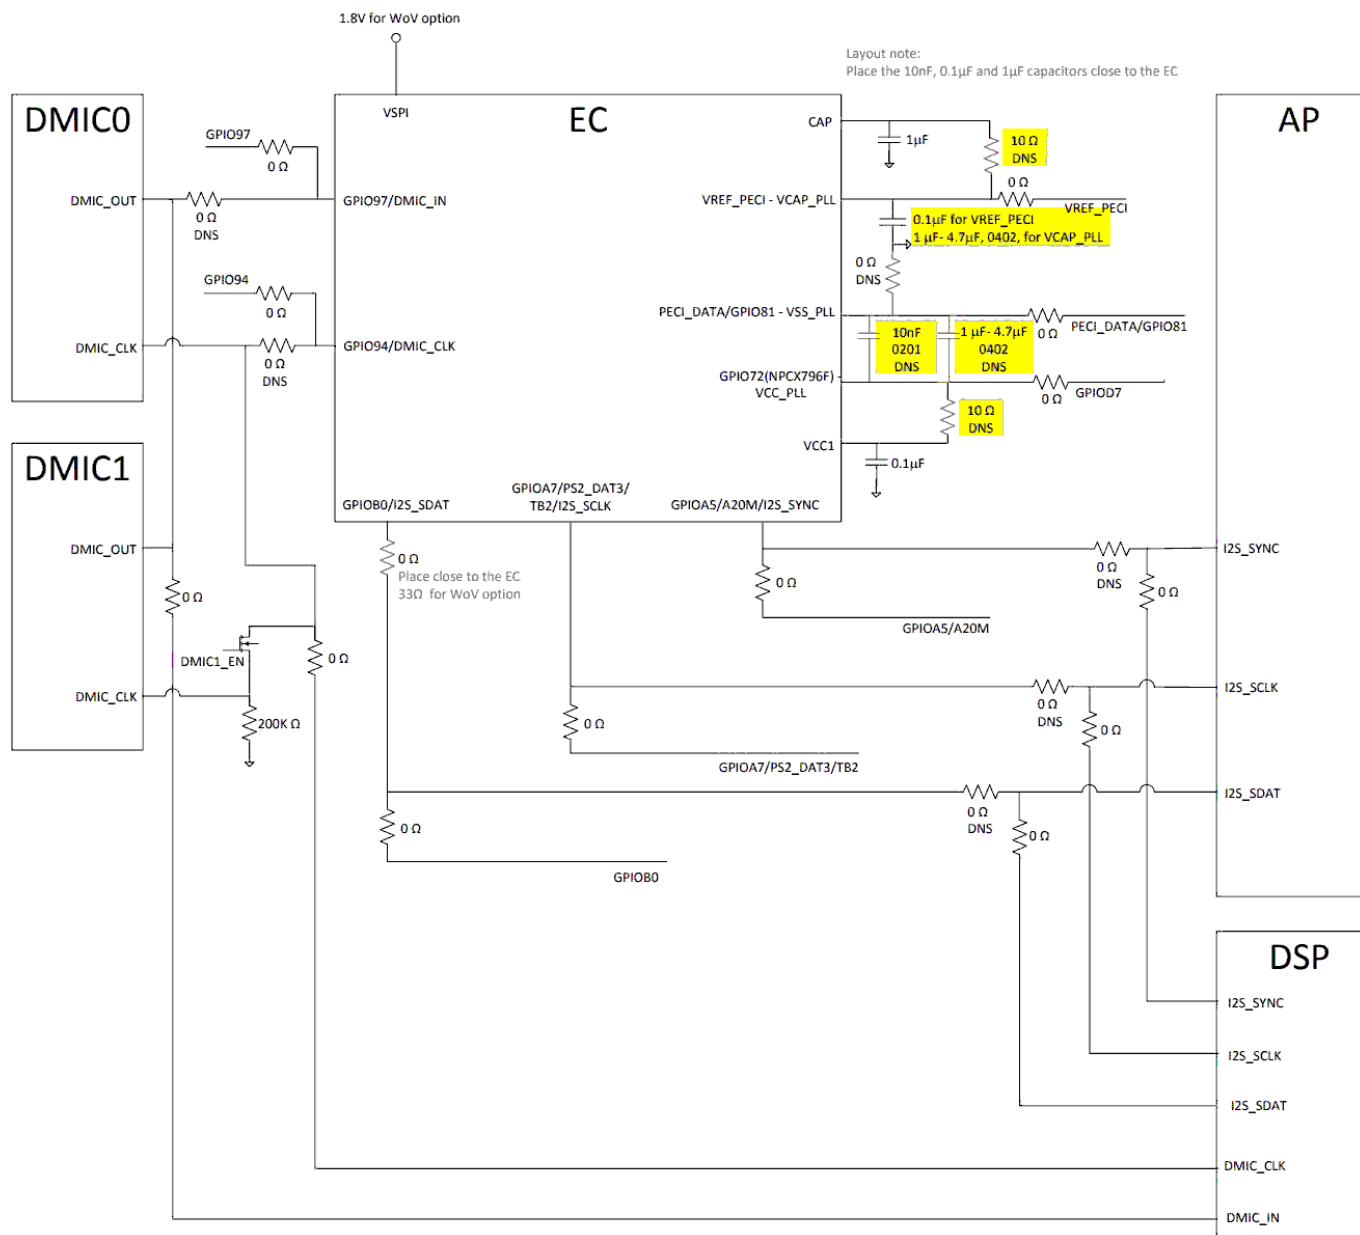 1.8V for WoV option
Layout note:
Place the 10nF, 0.1µF and 1µF capacitors close to the EC
DMIC0
EC
AP
VSPI
CAP
1µF
10 Ω
DNS
GPIO97
0 Ω
DMIC_OUT
0 Ω
DNS
GPIO97/DMIC_IN
VREF_PECI - VCAP_PLL
0 Ω
VREF_PECI
0.1µF for VREF_PECI
1 µF- 4.7µF, 0402, for VCAP_PLL
0 Ω
DNS
GPIO94
0 Ω
PECI_DATA/GPIO81 - VSS_PLL
0 Ω
PECI_DATA/GPIO81
DMIC_CLK
0 Ω
DNS
GPIO94/DMIC_CLK
10nF
0201
DNS
1 µF- 4.7µF
0402
DNS
GPIO72(NPCX796F) -
VCC_PLL
0 Ω
GPIOD7
10 Ω
DNS
VCC1
0.1µF
DMIC1
GPIOB0/I2S_SDAT
GPIOA7/PS2_DAT3/
TB2/I2S_SCLK
GPIOA5/A20M/I2S_SYNC
DMIC_OUT
0 Ω
Place close to the EC
33Ω for WoV option
0 Ω
DNS
I2S_SYNC
0 Ω
0 Ω
0 Ω
GPIOA5/A20M
DMIC1_EN
0 Ω
DMIC_CLK
200K Ω
0 Ω
0 Ω
DNS
I2S_SCLK
0 Ω
GPIOA7/PS2_DAT3/TB2
0 Ω
0 Ω
DNS
I2S_SDAT
0 Ω
GPIOB0
DSP
I2S_SYNC
I2S_SCLK
I2S_SDAT
DMIC_CLK
DMIC_IN